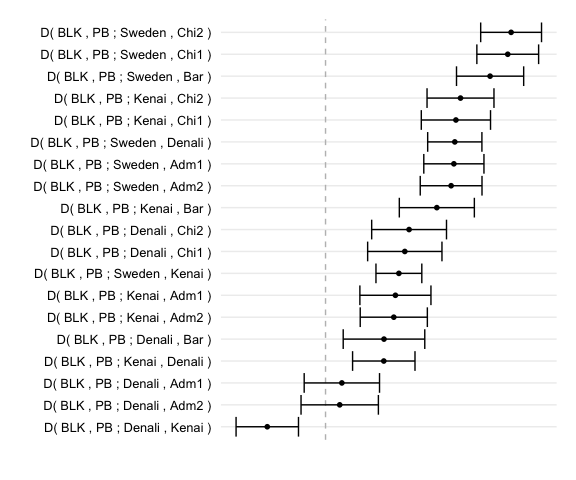 D( BLK , PB ; Sweden , Chi2 )
D( BLK , PB ; Sweden , Chi1 )
D( BLK , PB ; Sweden , Bar )
D( BLK , PB ; Kenai , Chi2 )
D( BLK , PB ; Kenai , Chi1 )
D( BLK , PB ; Sweden , Denali )
D( BLK , PB ; Sweden , Adm1 )
D( BLK , PB ; Sweden , Adm2 )
D( BLK , PB ; Kenai , Bar )
D( BLK , PB ; Denali , Chi2 )
D( BLK , PB ; Denali , Chi1 )
D( BLK , PB ; Sweden , Kenai )
D( BLK , PB ; Kenai , Adm1 )
D( BLK , PB ; Kenai , Adm2 )
D( BLK , PB ; Denali , Bar )
D( BLK , PB ; Kenai , Denali )
D( BLK , PB ; Denali , Adm1 )
D( BLK , PB ; Denali , Adm2 )
D( BLK , PB ; Denali , Kenai )